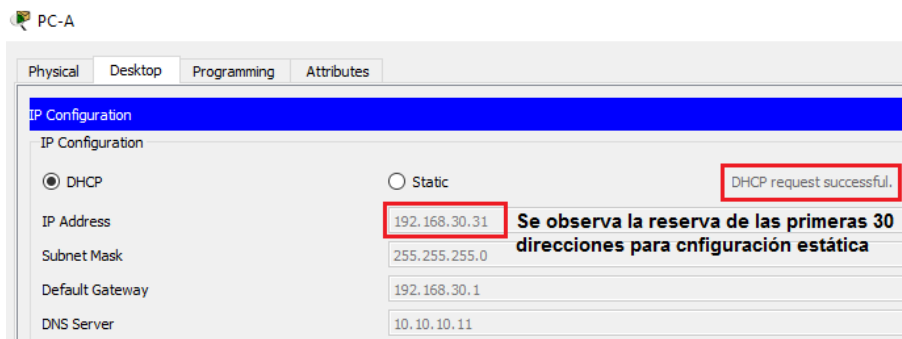 PC-A
Physical Desktop Programming Attributes
IP Configuration
IP Configuration
DHCP Static DHCP request successful.
IP Address 192.168.30.31 Se observa la reserva de las primeras 30
direcciones para cnfiguración estática
Subnet Mask 255.255.255.0
Default Gateway 192.168.30.1
DNS Server 10.10.10.11